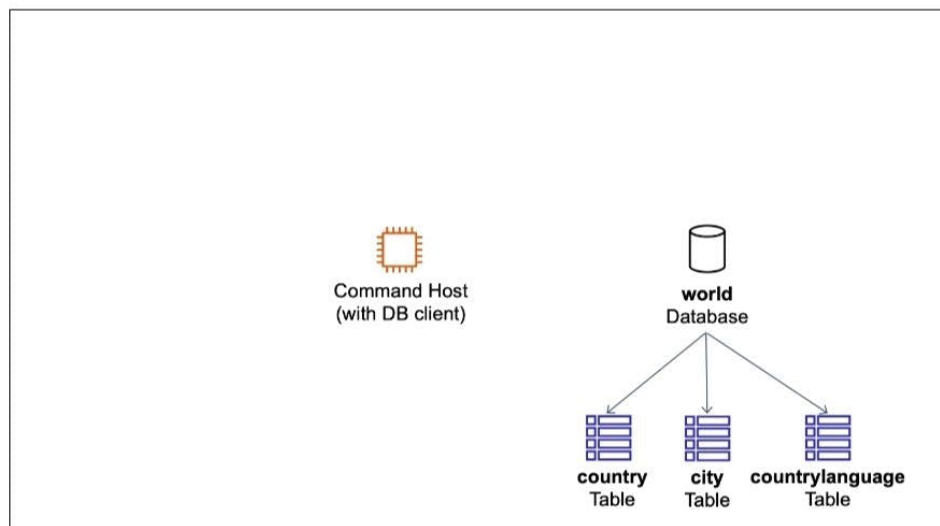 Command Host
(with DB client)
world
Database
country
Table
city
Table
countrylanguage
Table